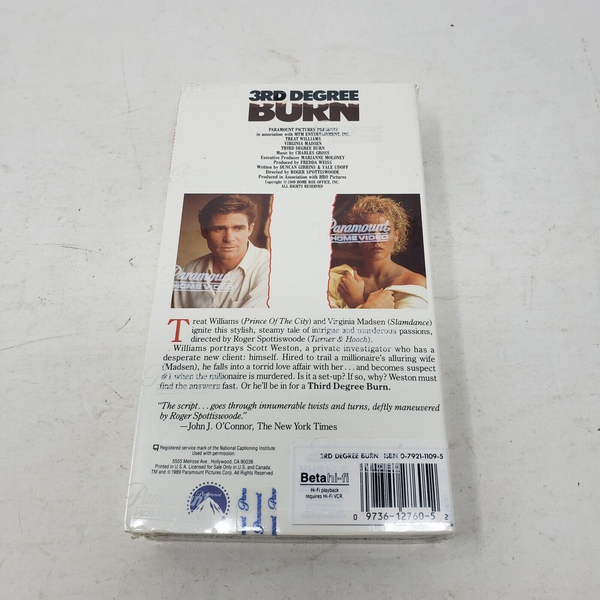 3RD DEGREE
BURN
PARAMOUNT PICTURES PRESENTS
in association with MTM ENTERTAINMENT, INC.
TREAT WILLIAMS
VIRGINIA MADSEN
THIRD DEGREE BURN
Music by CHARLES GROSS
Executive Producer MARIANNE MOLONEY
Produced by FREDDA WEISS
Written by DUNCAN GIBBINS & YALE UDOFF
Directed by ROGER SPOTTISWOODE
Produced in Association with HBO Pictures
Copyright © 1989 HOME BOX OFFICE, INC.
ALL RIGHTS RESERVED
Paramount
HOME VIDEO
Paramount
HOME VIDEO
Treat Williams (Prince Of The City) and Virginia Madsen (Slamdance)
ignite this stylish, steamy tale of intrigue and murderous passions,
directed by Roger Spottiswoode (Turner & Hooch).
Williams portrays Scott Weston, a private investigator who has a
desperate new client: himself. Hired to trail a millionaire's alluring wife
(Madsen), he falls into a torrid love affair with her...and becomes suspect
#1 when the millionaire is murdered. Is it a set-up? If so, why? Weston must
find the answers fast. Or he'll be in for a Third Degree Burn.
"The script...goes through innumerable twists and turns, deftly maneuvered
by Roger Spottiswoode."
—John J. O'Connor, The New York Times
Registered service mark of the National Captioning Institute.
Used with permission.
5555 Melrose Ave., Hollywood, CA 90038
Printed in U.S.A. Licensed for Sale Only in U.S. and Canada.
TM and © 1989 Paramount Pictures Corp. All Rights Reserved.
Paramount
Paramount
3RD DEGREE BURN ISBN 0-7921-1109-5
Beta hi-fi
Hi-Fi playback
requires Hi-Fi VCR
0 9736-12760-5 2